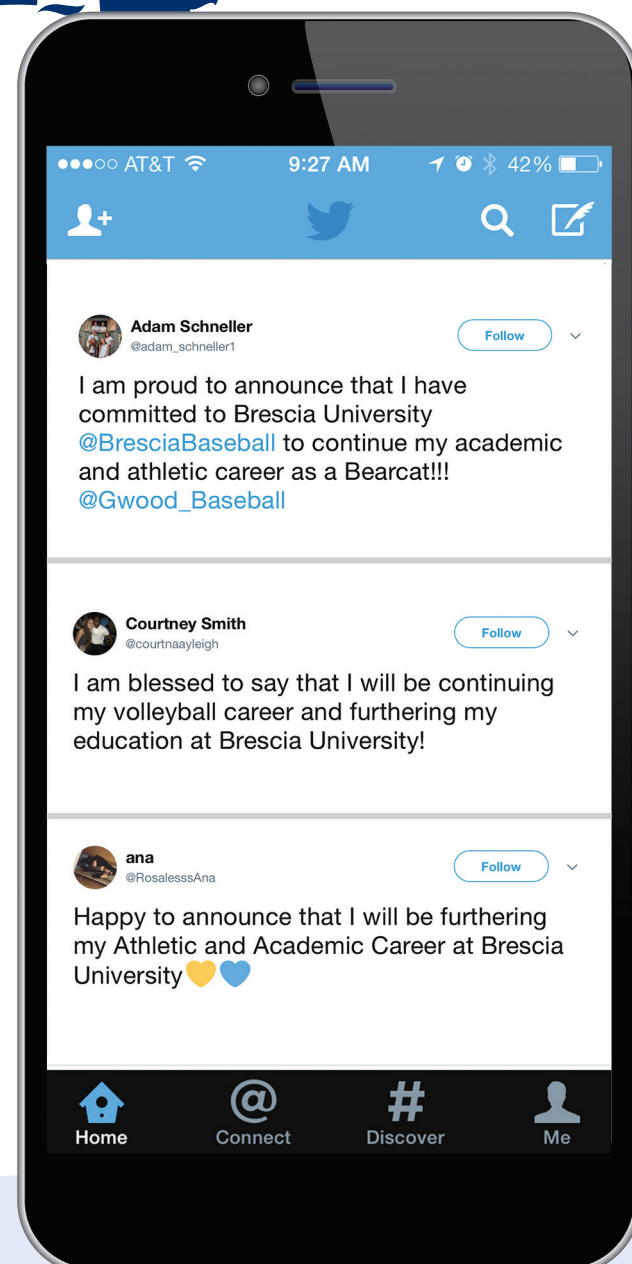 AT&T 9:27 AM 42%
Adam Schneller
@adam_schneller1
Follow
I am proud to announce that I have
committed to Brescia University
@BresciaBaseball to continue my academic
and athletic career as a Bearcat!!!
@Gwood_Baseball
Courtney Smith
@courtnaayleigh
Follow
I am blessed to say that I will be continuing
my volleyball career and furthering my
education at Brescia University!
ana
@RosalesssAna
Follow
Happy to announce that I will be furthering
my Athletic and Academic Career at Brescia
University💛💙
Home Connect Discover Me